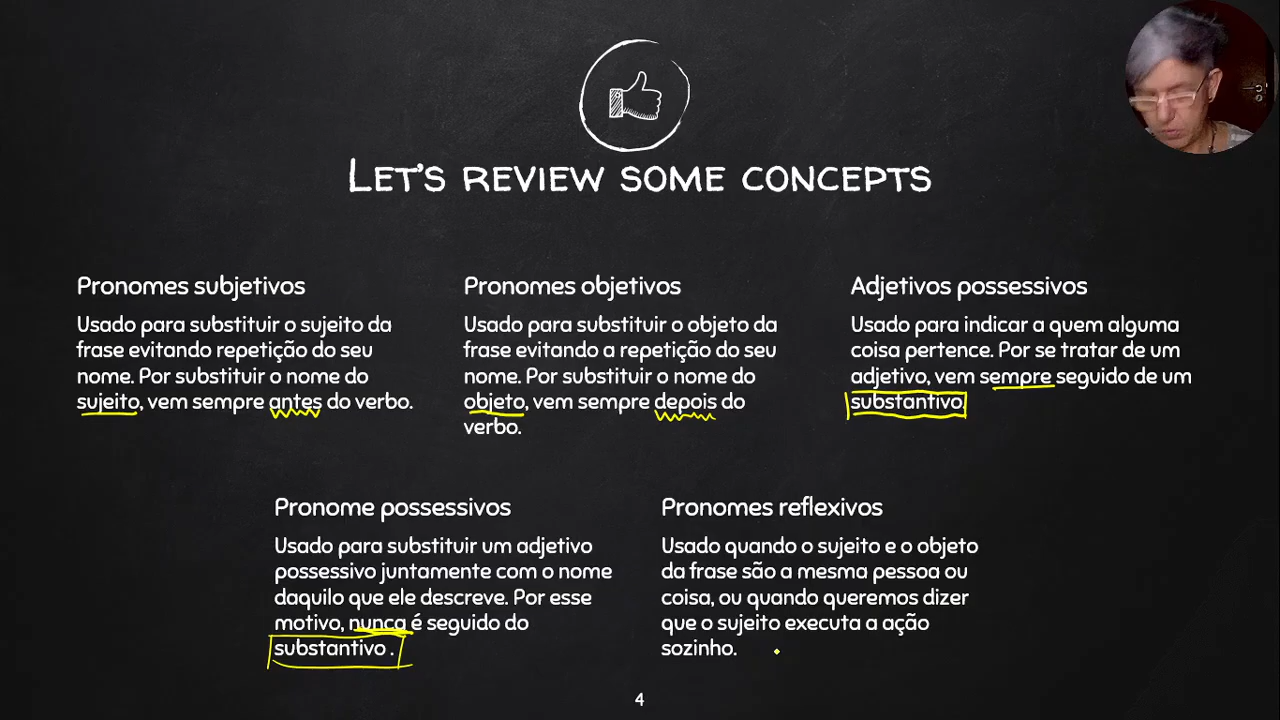 LET'S REVIEW SOME CONCEPTS
Pronomes subjetivos
Usado para substituir o sujeito da
frase evitando repetição do seu
nome. Por substituir o nome do
sujeito, vem sempre antes do verbo.
Pronomes objetivos
Usado para substituir o objeto da
frase evitando a repetição do seu
nome. Por substituir o nome do
objeto, vem sempre depois do
verbo.
Adjetivos possessivos
Usado para indicar a quem alguma
coisa pertence. Por se tratar de um
adjetivo, vem sempre seguido de um
substantivo.
Pronome possessivos
Usado para substituir um adjetivo
possessivo juntamente com o nome
daquilo que ele descreve. Por esse
motivo, nunca é seguido do
substantivo .
Pronomes reflexivos
Usado quando o sujeito e o objeto
da frase são a mesma pessoa ou
coisa, ou quando queremos dizer
que o sujeito executa a ação
sozinho.
4